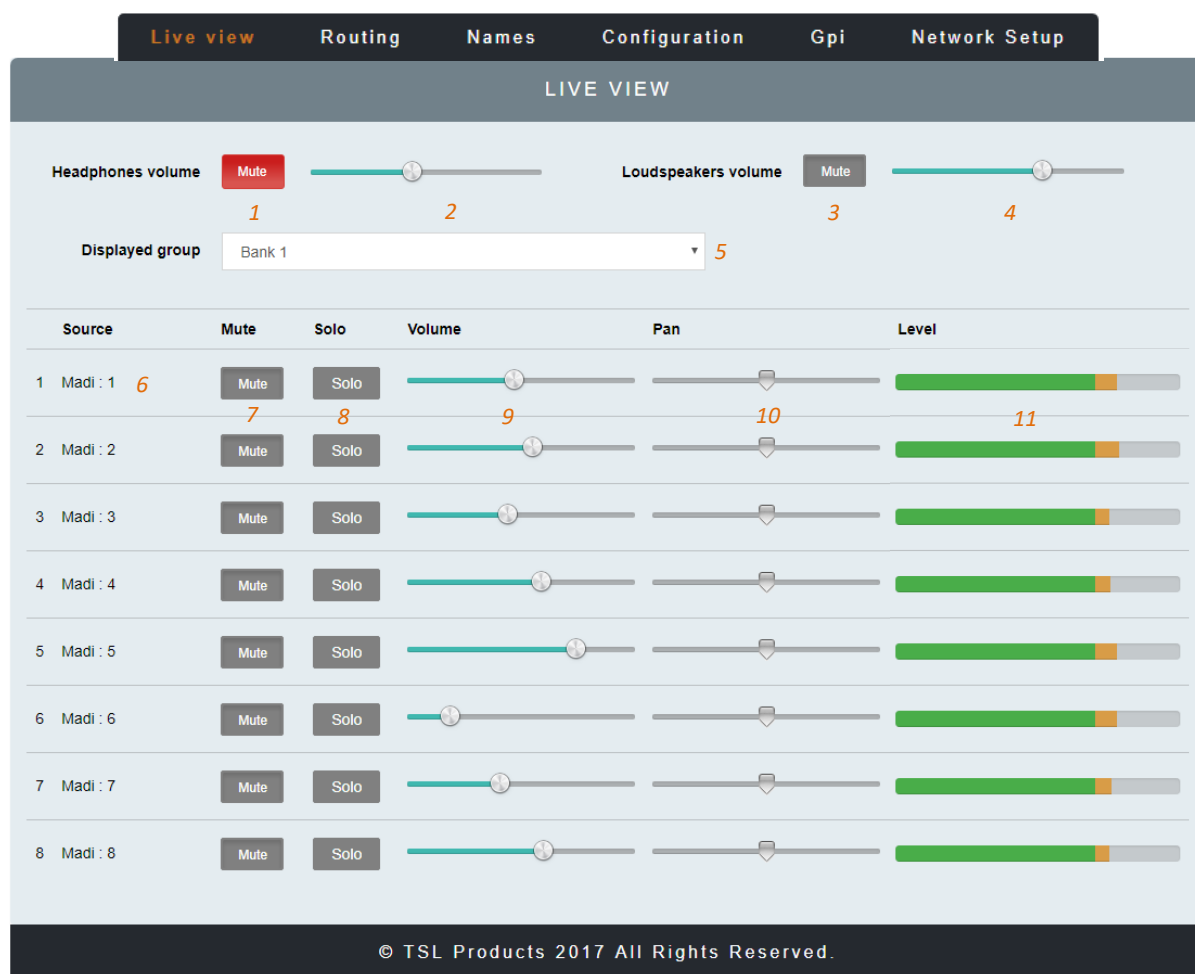 Live view Routing Names Configuration Gpi Network Setup
LIVE VIEW
Headphones volume Mute Loudspeakers volume Mute
1 2 3 4
Displayed group Bank 1 5
Source Mute Solo Volume Pan Level
1 Madi : 1 6 Mute Solo
7 8 9 10 11
2 Madi : 2 Mute Solo
3 Madi : 3 Mute Solo
4 Madi : 4 Mute Solo
5 Madi : 5 Mute Solo
6 Madi : 6 Mute Solo
7 Madi : 7 Mute Solo
8 Madi : 8 Mute Solo
© TSL Products 2017 All Rights Reserved.